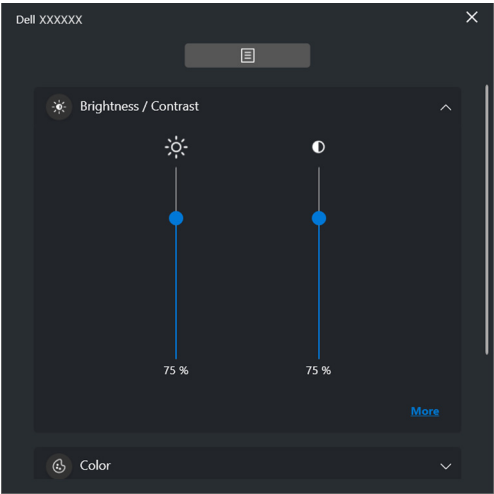 Dell XXXXXX
Brightness / Contrast
75 % 75 %
More
Color